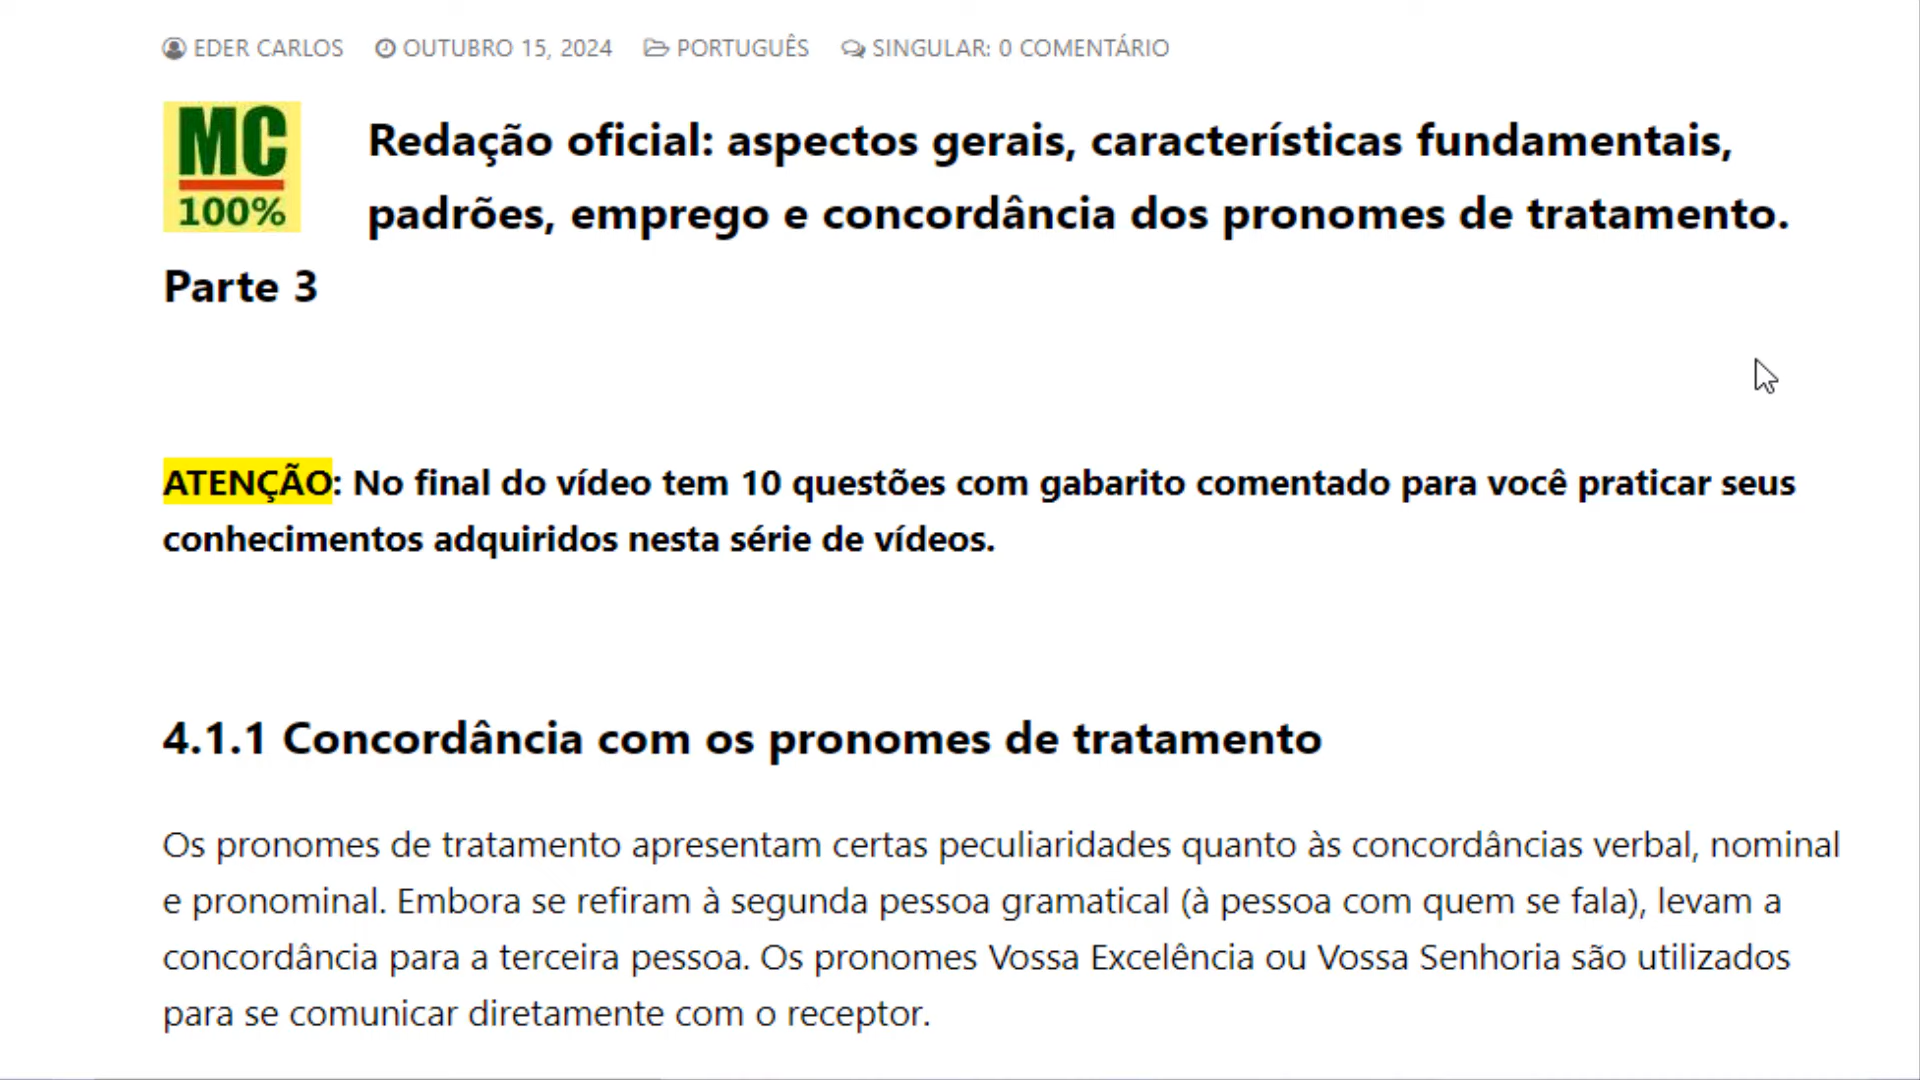 EDER CARLOS OUTUBRO 15, 2024 PORTUGUÊS SINGULAR: 0 COMENTÁRIO
MC
100%
Redação oficial: aspectos gerais, características fundamentais,
padrões, emprego e concordância dos pronomes de tratamento.
Parte 3
ATENÇÃO: No final do vídeo tem 10 questões com gabarito comentado para você praticar seus
conhecimentos adquiridos nesta série de vídeos.
4.1.1 Concordância com os pronomes de tratamento
Os pronomes de tratamento apresentam certas peculiaridades quanto às concordâncias verbal, nominal
e pronominal. Embora se refiram à segunda pessoa gramatical (à pessoa com quem se fala), levam a
concordância para a terceira pessoa. Os pronomes Vossa Excelência ou Vossa Senhoria são utilizados
para se comunicar diretamente com o receptor.